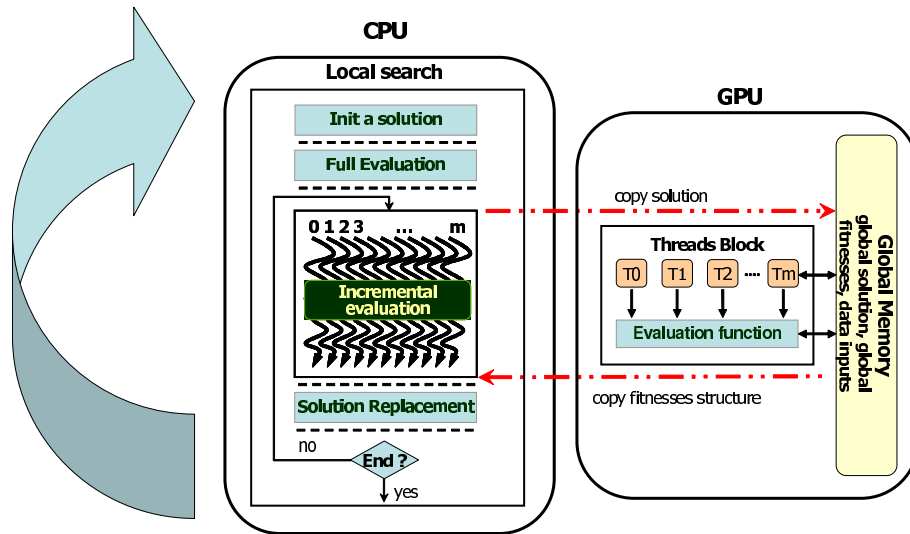 CPU
Local search
Init a solution
Full Evaluation
0 1 2 3 ... m
Incremental
evaluation
Solution Replacement
no
End ?
yes
GPU
copy solution
Threads Block
T0 T1 T2 ···· Tm
Evaluation function
copy fitnesses structure
Global Memory
global solution, global
fitnesses, data inputs